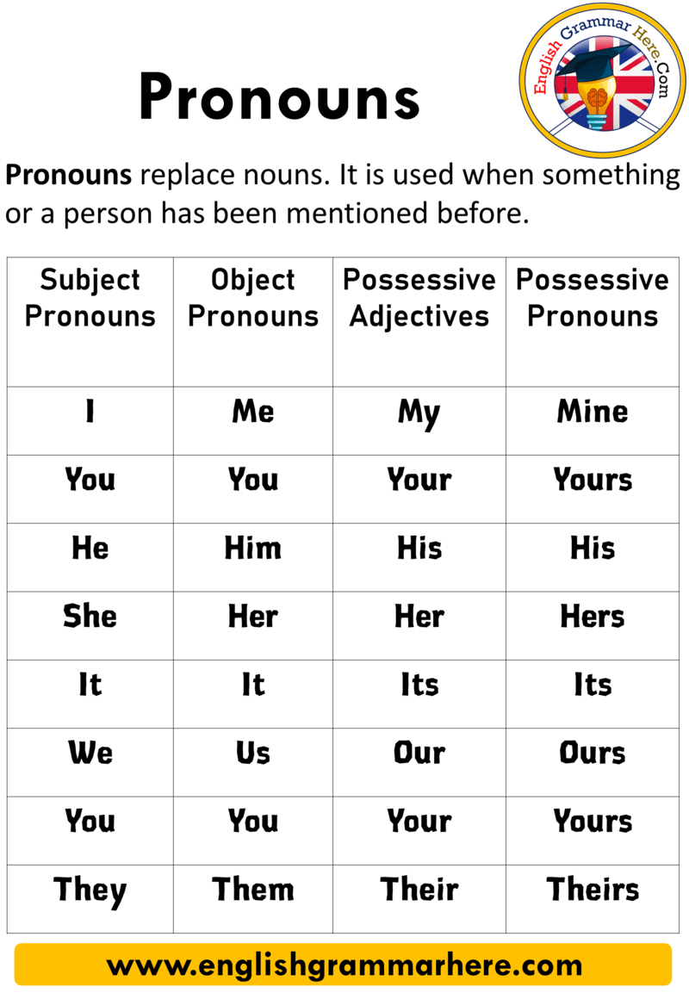 English Grammar Here.Com
Pronouns
Pronouns replace nouns. It is used when something
or a person has been mentioned before.
Subject Pronouns Object Pronouns Possessive Adjectives Possessive Pronouns
I Me My Mine
You You Your Yours
He Him His His
She Her Her Hers
It It Its Its
We Us Our Ours
You You Your Yours
They Them Their Theirs
www.englishgrammarhere.com